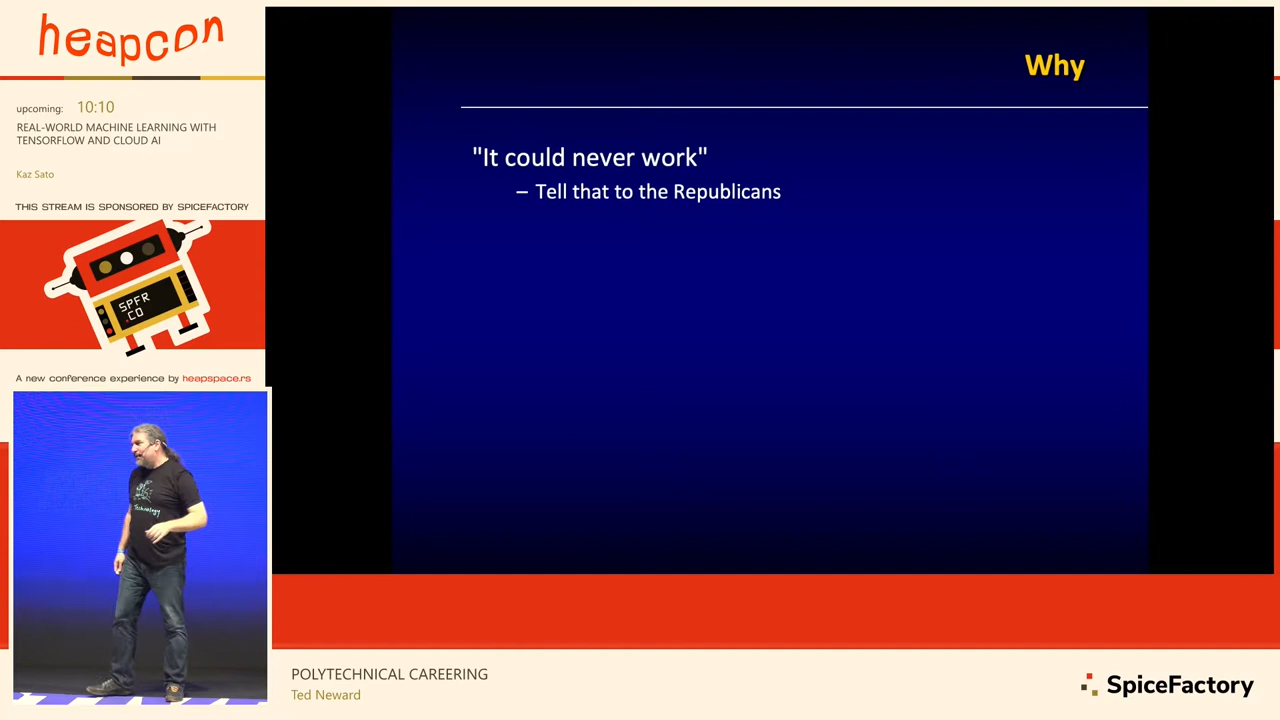 heapcon
upcoming: 10:10
REAL-WORLD MACHINE LEARNING WITH
TENSORFLOW AND CLOUD AI
Kaz Sato
THIS STREAM IS SPONSORED BY SPICEFACTORY
SPFR
.CO
A new conference experience by heapspace.rs
Why
"It could never work"
– Tell that to the Republicans
Technology
POLYTECHNICAL CAREERING
Ted Neward
SpiceFactory